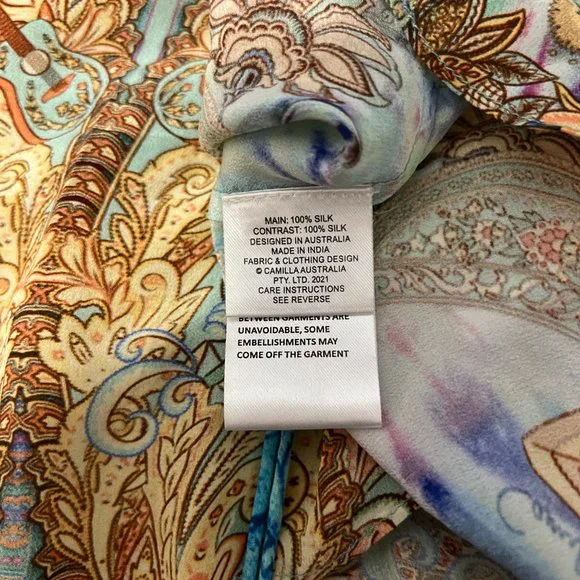 MAIN: 100% SILK
CONTRAST: 100% SILK
DESIGNED IN AUSTRALIA
MADE IN INDIA
FABRIC & CLOTHING DESIGN
© CAMILLA AUSTRALIA
PTY. LTD. 2021
CARE INSTRUCTIONS
SEE REVERSE
BETWEEN GARMENTS ARE
UNAVOIDABLE, SOME
EMBELLISHMENTS MAY
COME OFF THE GARMENT